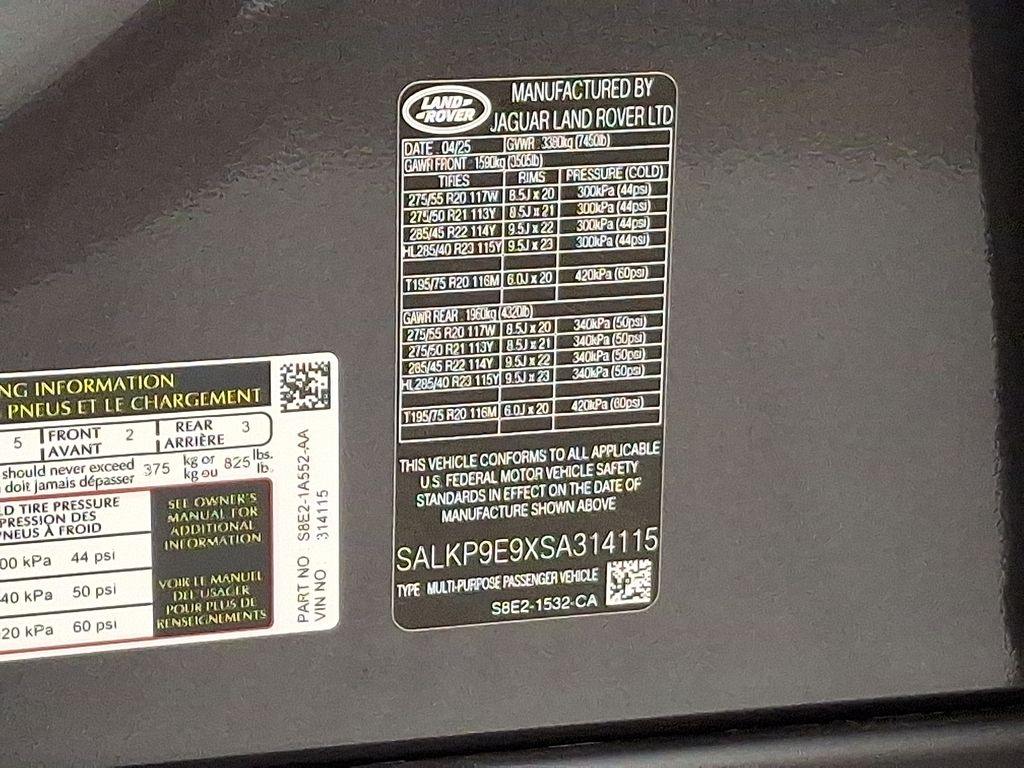 LAND-
-ROVER
MANUFACTURED BY
JAGUAR LAND ROVER LTD
DATE 04/25 GVWR 3380kg (7450lb)
GAWR FRONT 1590kg (3505lb)
TIRES RIMS PRESSURE (COLD)
275/55 R20 117W 8.5J x 20 300kPa (44psi)
275/50 R21 113Y 8.5J x 21 300kPa (44psi)
285/45 R22 114Y 9.5J x 22 300kPa (44psi)
HL285/40 R23 115Y 9.5J x 23 300kPa (44psi)
T195/75 R20 116M 6.0J x 20 420kPa (60psi)
GAWR REAR 1960kg (4320lb)
275/55 R20 117W 8.5J x 20 340kPa (50psi)
275/50 R21 113Y 8.5J x 21 340kPa (50psi)
285/45 R22 114Y 9.5J x 22 340kPa (50psi)
HL285/40 R23 115Y 9.5J x 23 340kPa (50psi)
T195/75 R20 116M 6.0J x 20 420kPa (60psi)
THIS VEHICLE CONFORMS TO ALL APPLICABLE
U.S. FEDERAL MOTOR VEHICLE SAFETY
STANDARDS IN EFFECT ON THE DATE OF
MANUFACTURE SHOWN ABOVE
SALKP9E9XSA314115
TYPE MULTI-PURPOSE PASSENGER VEHICLE
S8E2-1532-CA
NG INFORMATION
PNEUS ET LE CHARGEMENT
5 FRONT 2 REAR 3
AVANT ARRIÈRE
should never exceed 375 kg or 825 lbs.
doit jamais dépasser kg ou lb.
LD TIRE PRESSURE
PRESSION DES
PNEUS À FROID
00 kPa 44 psi
40 kPa 50 psi
20 kPa 60 psi
SEE OWNER'S
MANUAL FOR
ADDITIONAL
INFORMATION
VOIR LE MANUEL
DE L'USAGER
POUR PLUS DE
RENSEIGNEMENTS
PART NO. S8E2-1A552-AA
VIN NO. 314115